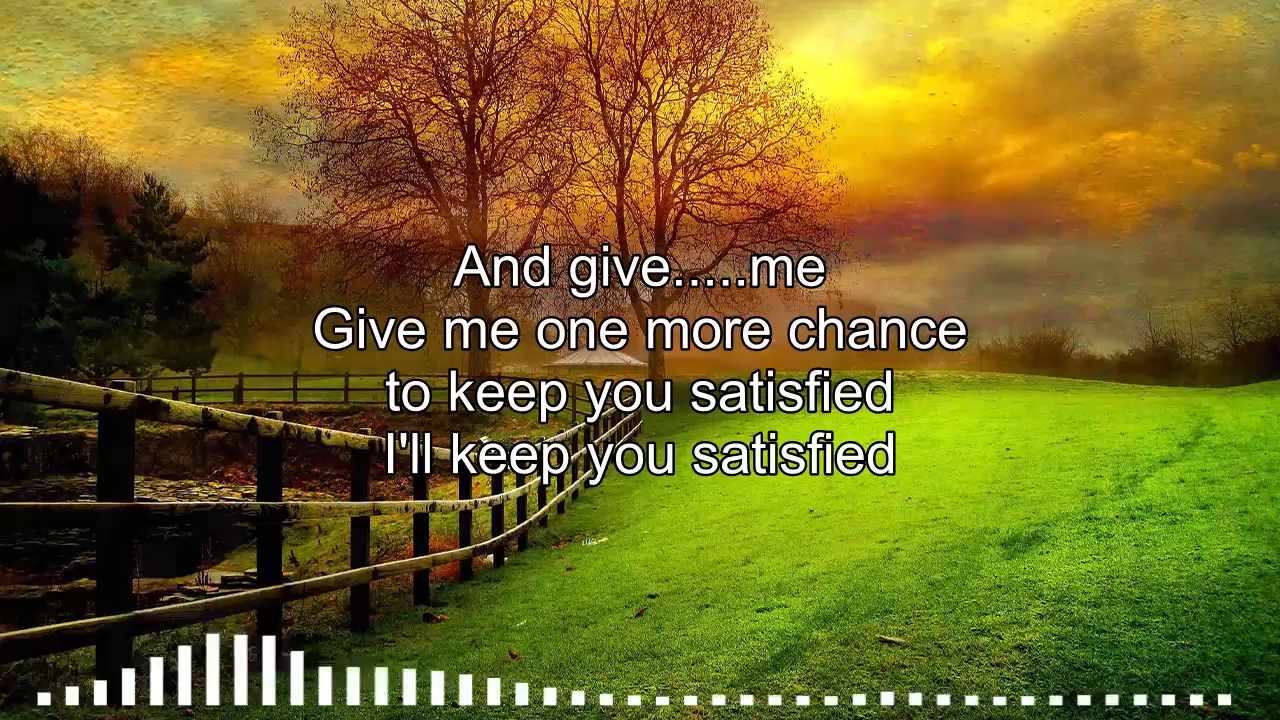 And give.....me
Give me one more chance
to keep you satisfied
I'll keep you satisfied